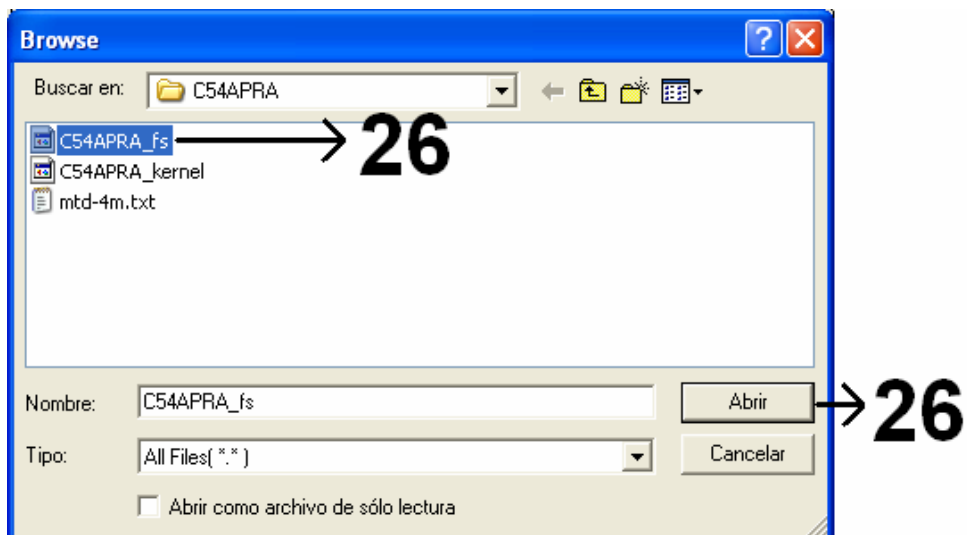 Browse
Buscar en: C54APRA
C54APRA_fs 26
C54APRA_kernel
mtd-4m.txt
Nombre: C54APRA_fs Abrir 26
Tipo: All Files( *.* ) Cancelar
Abrir como archivo de sólo lectura